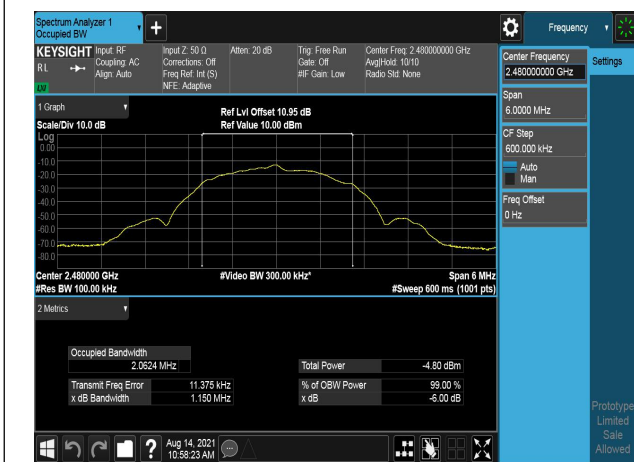 Spectrum Analyzer 1
Occupied BW
+
Frequency
KEYSIGHT
RL
Input: RF
Coupling: AC
Align: Auto
Input Z: 50 Ω
Corrections: Off
Freq Ref: Int (S)
NFE: Adaptive
Atten: 20 dB
Trig: Free Run
Gate: Off
#IF Gain: Low
Center Freq: 2.480000000 GHz
Avg|Hold: 10/10
Radio Std: None
Center Frequency
2.480000000 GHz
Settings
Span
6.0000 MHz
CF Step
600.000 kHz
Auto
Man
Freq Offset
0 Hz
1 Graph
Scale/Div 10.0 dB
Ref Lvl Offset 10.95 dB
Ref Value 10.00 dBm
Log
0.00
-10.0
-20.0
-30.0
-40.0
-50.0
-60.0
-70.0
-80.0
Center 2.480000 GHz
#Res BW 100.00 kHz
#Video BW 300.00 kHz*
Span 6 MHz
#Sweep 600 ms (1001 pts)
2 Metrics
Occupied Bandwidth
2.0624 MHz
Total Power -4.80 dBm
Transmit Freq Error 11.375 kHz
% of OBW Power 99.00 %
x dB Bandwidth 1.150 MHz
x dB -6.00 dB
Prototype
Limited
Sale
Allowed
?
Aug 14, 2021
10:58:23 AM